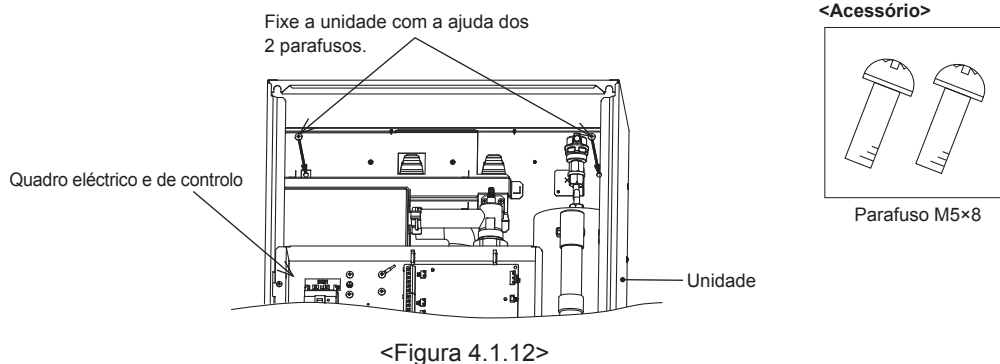 <Acessório>
Fixe a unidade com a ajuda dos
2 parafusos.
Quadro eléctrico e de controlo
Parafuso M5×8
Unidade
<Figura 4.1.12>